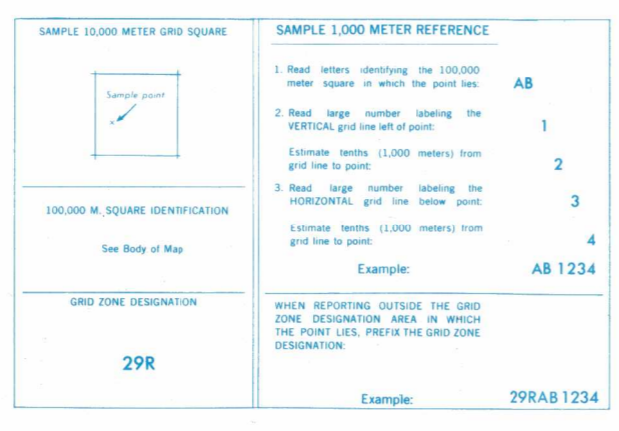 SAMPLE 10,000 METER GRID SQUARE
Sample point
x
100,000 M. SQUARE IDENTIFICATION
See Body of Map
GRID ZONE DESIGNATION
29R
SAMPLE 1,000 METER REFERENCE
1. Read letters identifying the 100,000
meter square in which the point lies: AB
2. Read large number labeling the
VERTICAL grid line left of point: 1
Estimate tenths (1,000 meters) from
grid line to point: 2
3. Read large number labeling the
HORIZONTAL grid line below point: 3
Estimate tenths (1,000 meters) from
grid line to point: 4
Example: AB 1234
WHEN REPORTING OUTSIDE THE GRID
ZONE DESIGNATION AREA IN WHICH
THE POINT LIES, PREFIX THE GRID ZONE
DESIGNATION:
Example: 29RAB 1234